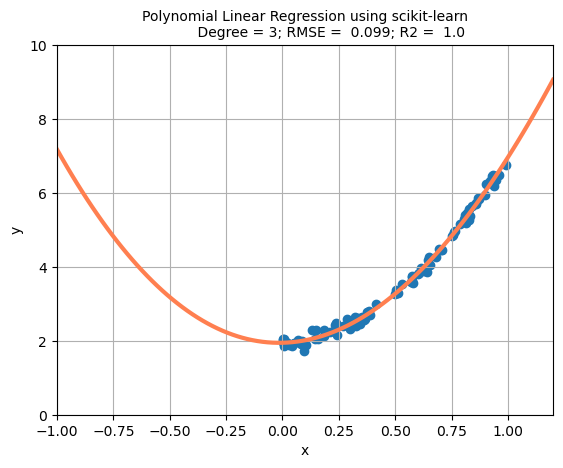 Polynomial Linear Regression using scikit-learn
Degree = 3; RMSE =  0.099; R2 =  1.0
10
8
6
4
2
0
y
−1.00 −0.75 −0.50 −0.25 0.00 0.25 0.50 0.75 1.00
x